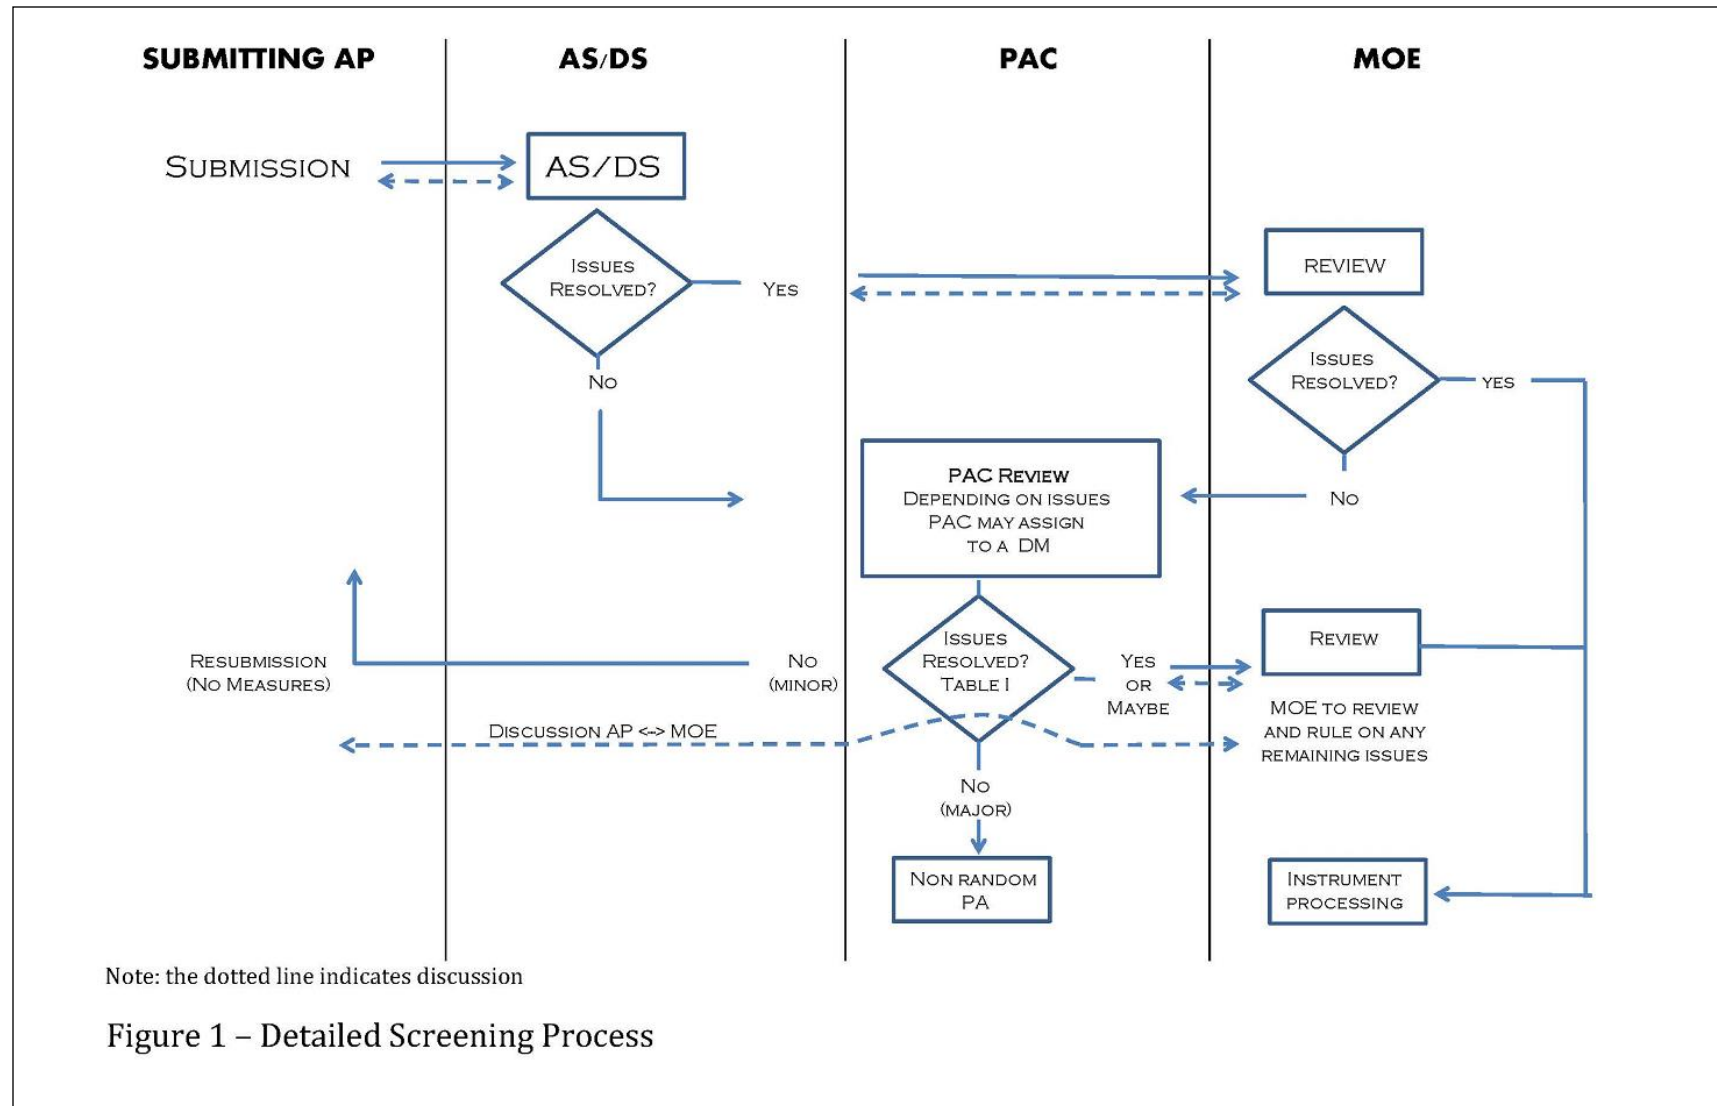 SUBMITTING AP
AS/DS
PAC
MOE
SUBMISSION
AS/DS
ISSUES
RESOLVED?
YES
NO
REVIEW
ISSUES
RESOLVED?
YES
NO
PAC REVIEW
DEPENDING ON ISSUES
PAC MAY ASSIGN
TO A DM
ISSUES
RESOLVED?
TABLE I
YES
OR
MAYBE
REVIEW
MOE TO REVIEW
AND RULE ON ANY
REMAINING ISSUES
RESUBMISSION
(NO MEASURES)
NO
(MINOR)
DISCUSSION AP <-> MOE
NO
(MAJOR)
NON RANDOM
PA
INSTRUMENT
PROCESSING
Note: the dotted line indicates discussion
Figure 1 – Detailed Screening Process